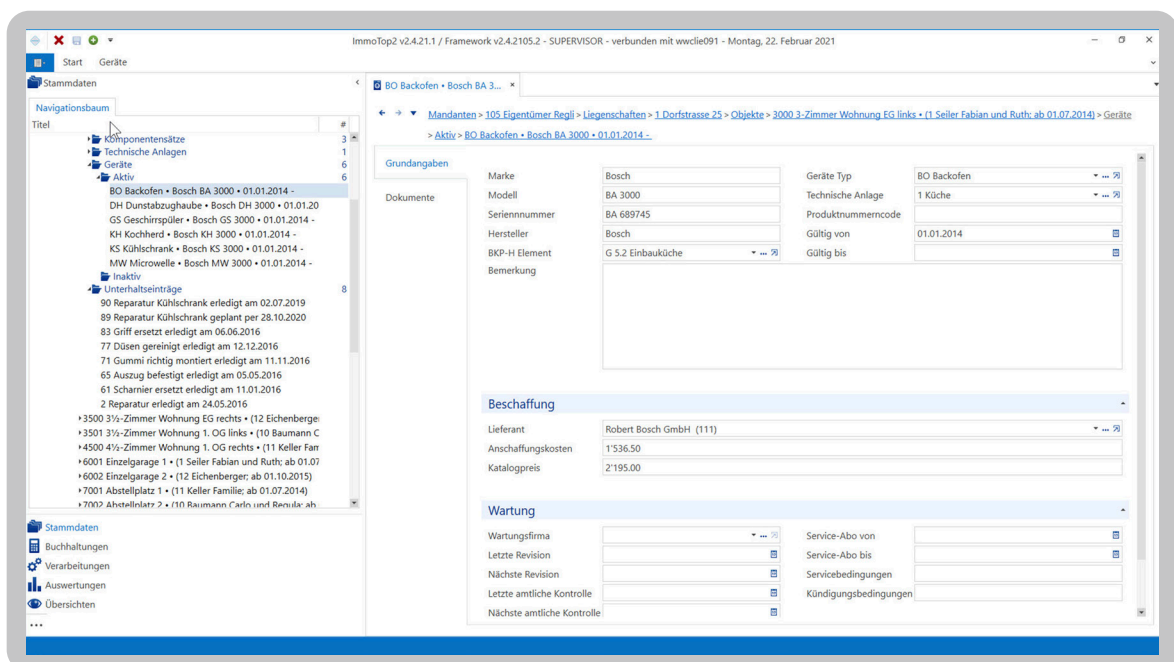 ImmoTop2 v2.4.21.1 / Framework v2.4.2105.2 - SUPERVISOR - verbunden mit wwclie091 - Montag, 22. Februar 2021
Start Geräte
Stammdaten
Navigationsbaum
Titel #
Komponentensätze 3
Technische Anlagen 1
Geräte 6
Aktiv 6
BO Backofen • Bosch BA 3000 • 01.01.2014 -
DH Dunstabzughaube • Bosch DH 3000 • 01.01.20
GS Geschirrspüler • Bosch GS 3000 • 01.01.2014 -
KH Kochherd • Bosch KH 3000 • 01.01.2014 -
KS Kühlschrank • Bosch KS 3000 • 01.01.2014 -
MW Microwelle • Bosch MW 3000 • 01.01.2014 -
Inaktiv
Unterhaltseinträge 8
90 Reparatur Kühlschrank erledigt am 02.07.2019
89 Reparatur Kühlschrank geplant per 28.10.2020
83 Griff ersetzt erledigt am 06.06.2016
77 Düsen gereinigt erledigt am 12.12.2016
71 Gummi richtig montiert erledigt am 11.11.2016
65 Auszug befestigt erledigt am 05.05.2016
61 Scharnier ersetzt erledigt am 11.01.2016
2 Reparatur erledigt am 24.05.2016
3500 3½-Zimmer Wohnung EG rechts • (12 Eichenberger
3501 3½-Zimmer Wohnung 1. OG links • (10 Baumann C
4500 4½-Zimmer Wohnung 1. OG rechts • (11 Keller Fam
6001 Einzelgarage 1 • (1 Seiler Fabian und Ruth; ab 01.07
6002 Einzelgarage 2 • (12 Eichenberger; ab 01.10.2015)
7001 Abstellplatz 1 • (11 Keller Familie; ab 01.07.2014)
7002 Abstellplatz 2 • (10 Baumann Carlo und Regula; ab
Stammdaten
Buchhaltungen
Verarbeitungen
Auswertungen
Übersichten
BO Backofen • Bosch BA 3...
Mandanten > 105 Eigentümer Regli > Liegenschaften > 1 Dorfstrasse 25 > Objekte > 3000 3-Zimmer Wohnung EG links • (1 Seiler Fabian und Ruth; ab 01.07.2014) > Geräte
> Aktiv > BO Backofen • Bosch BA 3000 • 01.01.2014 -
Grundangaben
Dokumente
Marke Bosch Geräte Typ BO Backofen
Modell BA 3000 Technische Anlage 1 Küche
Seriennnummer BA 689745 Produktnummerncode
Hersteller Bosch Gültig von 01.01.2014
BKP-H Element G 5.2 Einbauküche Gültig bis
Bemerkung
Beschaffung
Lieferant Robert Bosch GmbH (111)
Anschaffungskosten 1'536.50
Katalogpreis 2'195.00
Wartung
Wartungsfirma Service-Abo von
Letzte Revision Service-Abo bis
Nächste Revision Servicebedingungen
Letzte amtliche Kontrolle Kündigungsbedingungen
Nächste amtliche Kontrolle